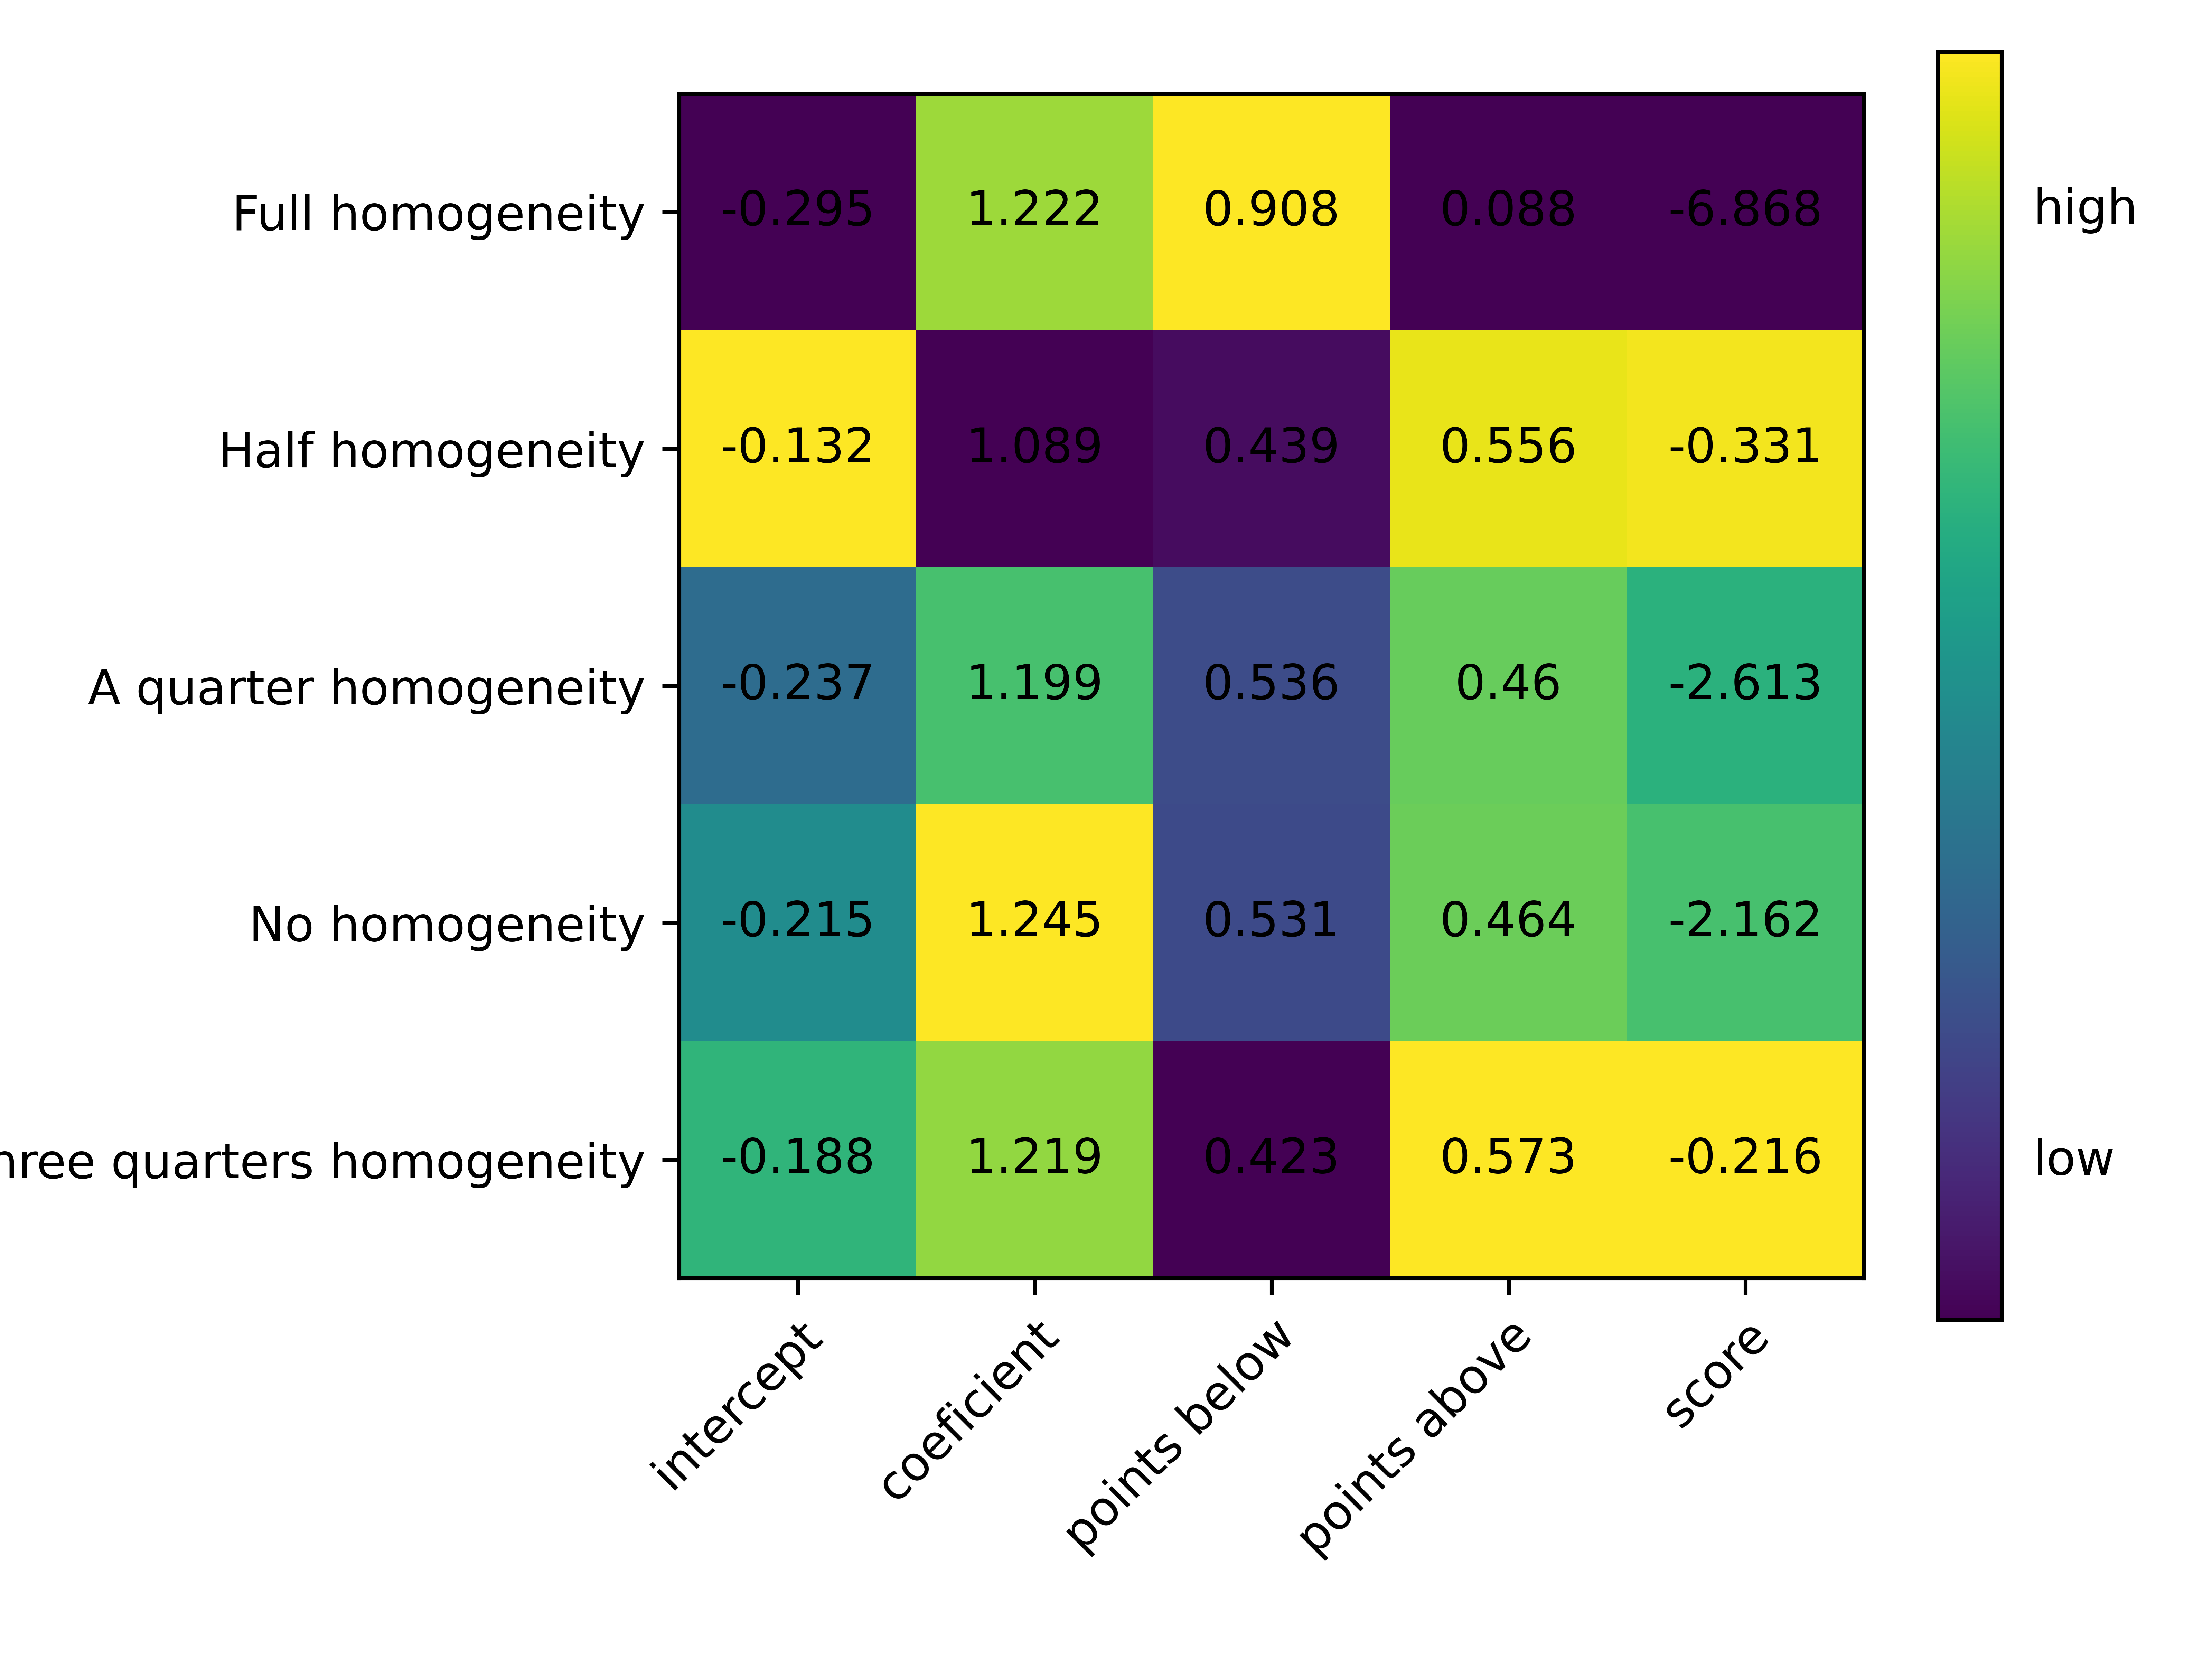 Full homogeneity -0.295 1.222 0.908 0.088 -6.868
high
Half homogeneity -0.132 1.089 0.439 0.556 -0.331
A quarter homogeneity -0.237 1.199 0.536 0.46 -2.613
No homogeneity -0.215 1.245 0.531 0.464 -2.162
hree quarters homogeneity -0.188 1.219 0.423 0.573 -0.216
low
intercept
coeficient
points below
points above
score